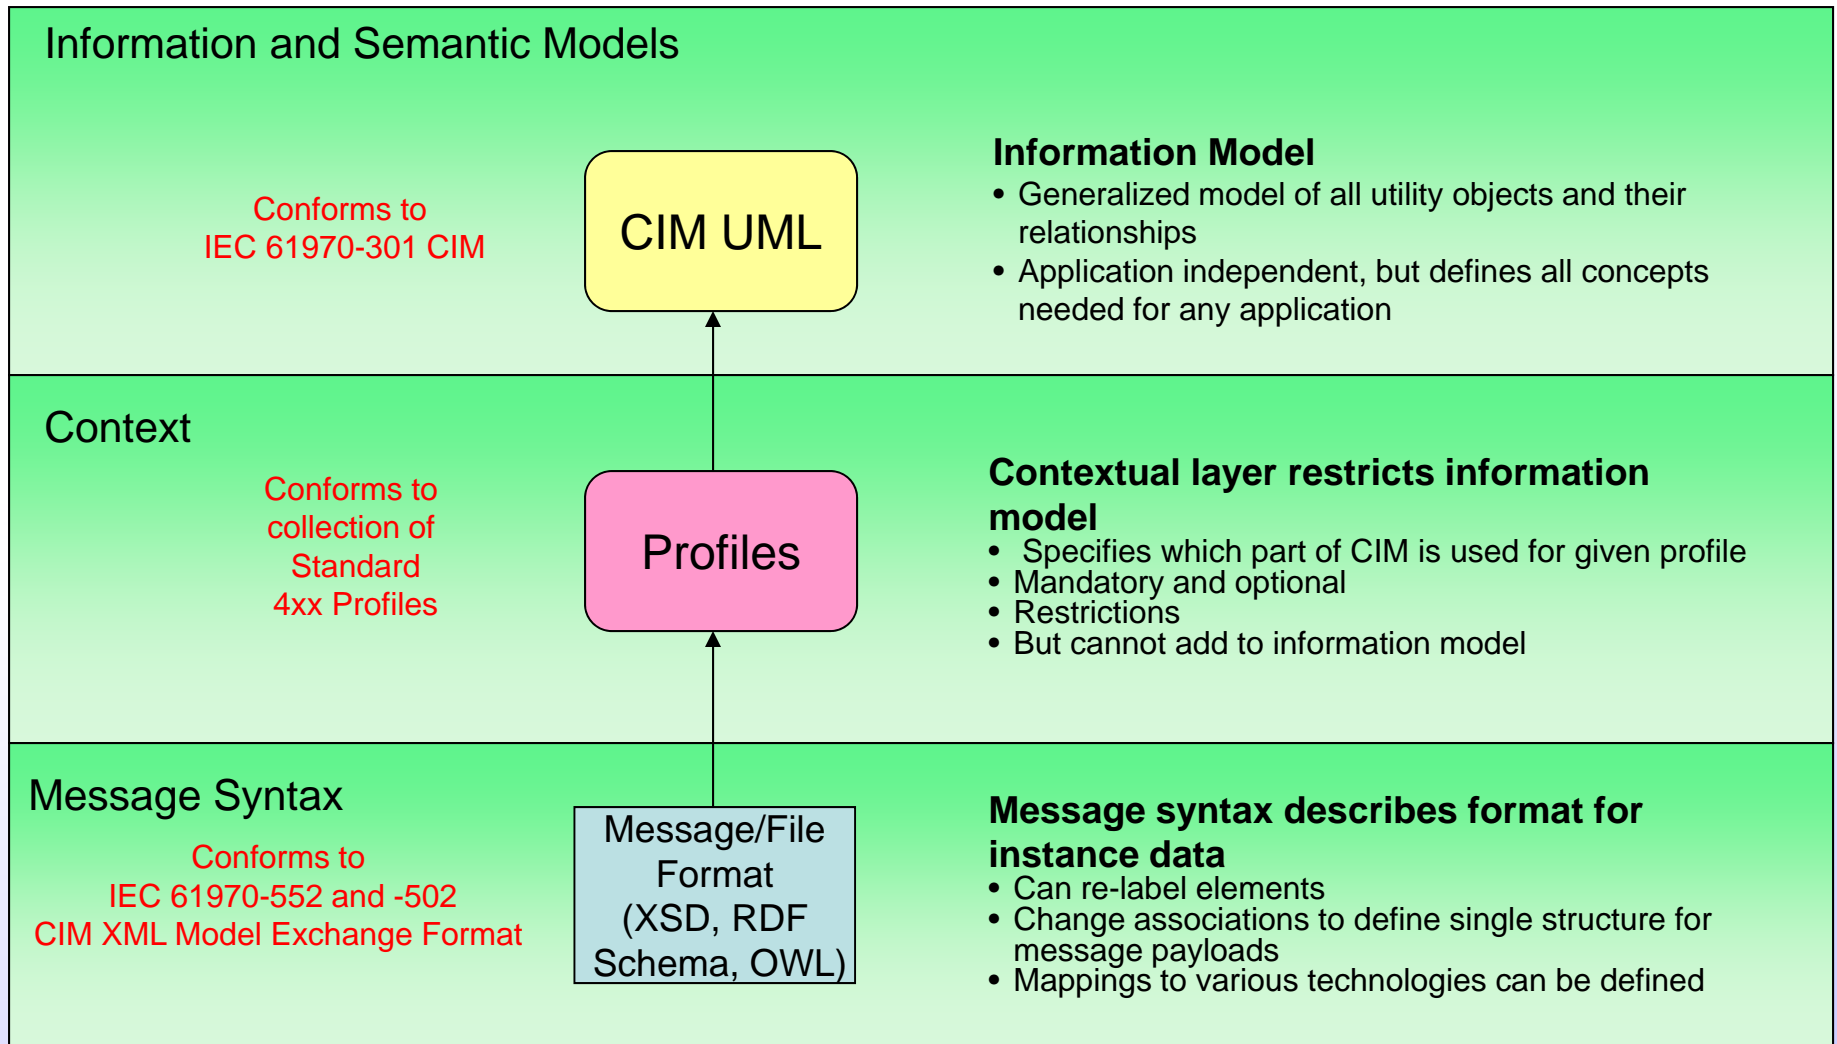 Information and Semantic Models
Conforms to
IEC 61970-301 CIM
CIM UML
Information Model
• Generalized model of all utility objects and their
relationships
• Application independent, but defines all concepts
needed for any application
Context
Conforms to
collection of
Standard
4xx Profiles
Profiles
Contextual layer restricts information
model
• Specifies which part of CIM is used for given profile
• Mandatory and optional
• Restrictions
• But cannot add to information model
Message Syntax
Conforms to
IEC 61970-552 and -502
CIM XML Model Exchange Format
Message/File
Format
(XSD, RDF
Schema, OWL)
Message syntax describes format for
instance data
• Can re-label elements
• Change associations to define single structure for
message payloads
• Mappings to various technologies can be defined